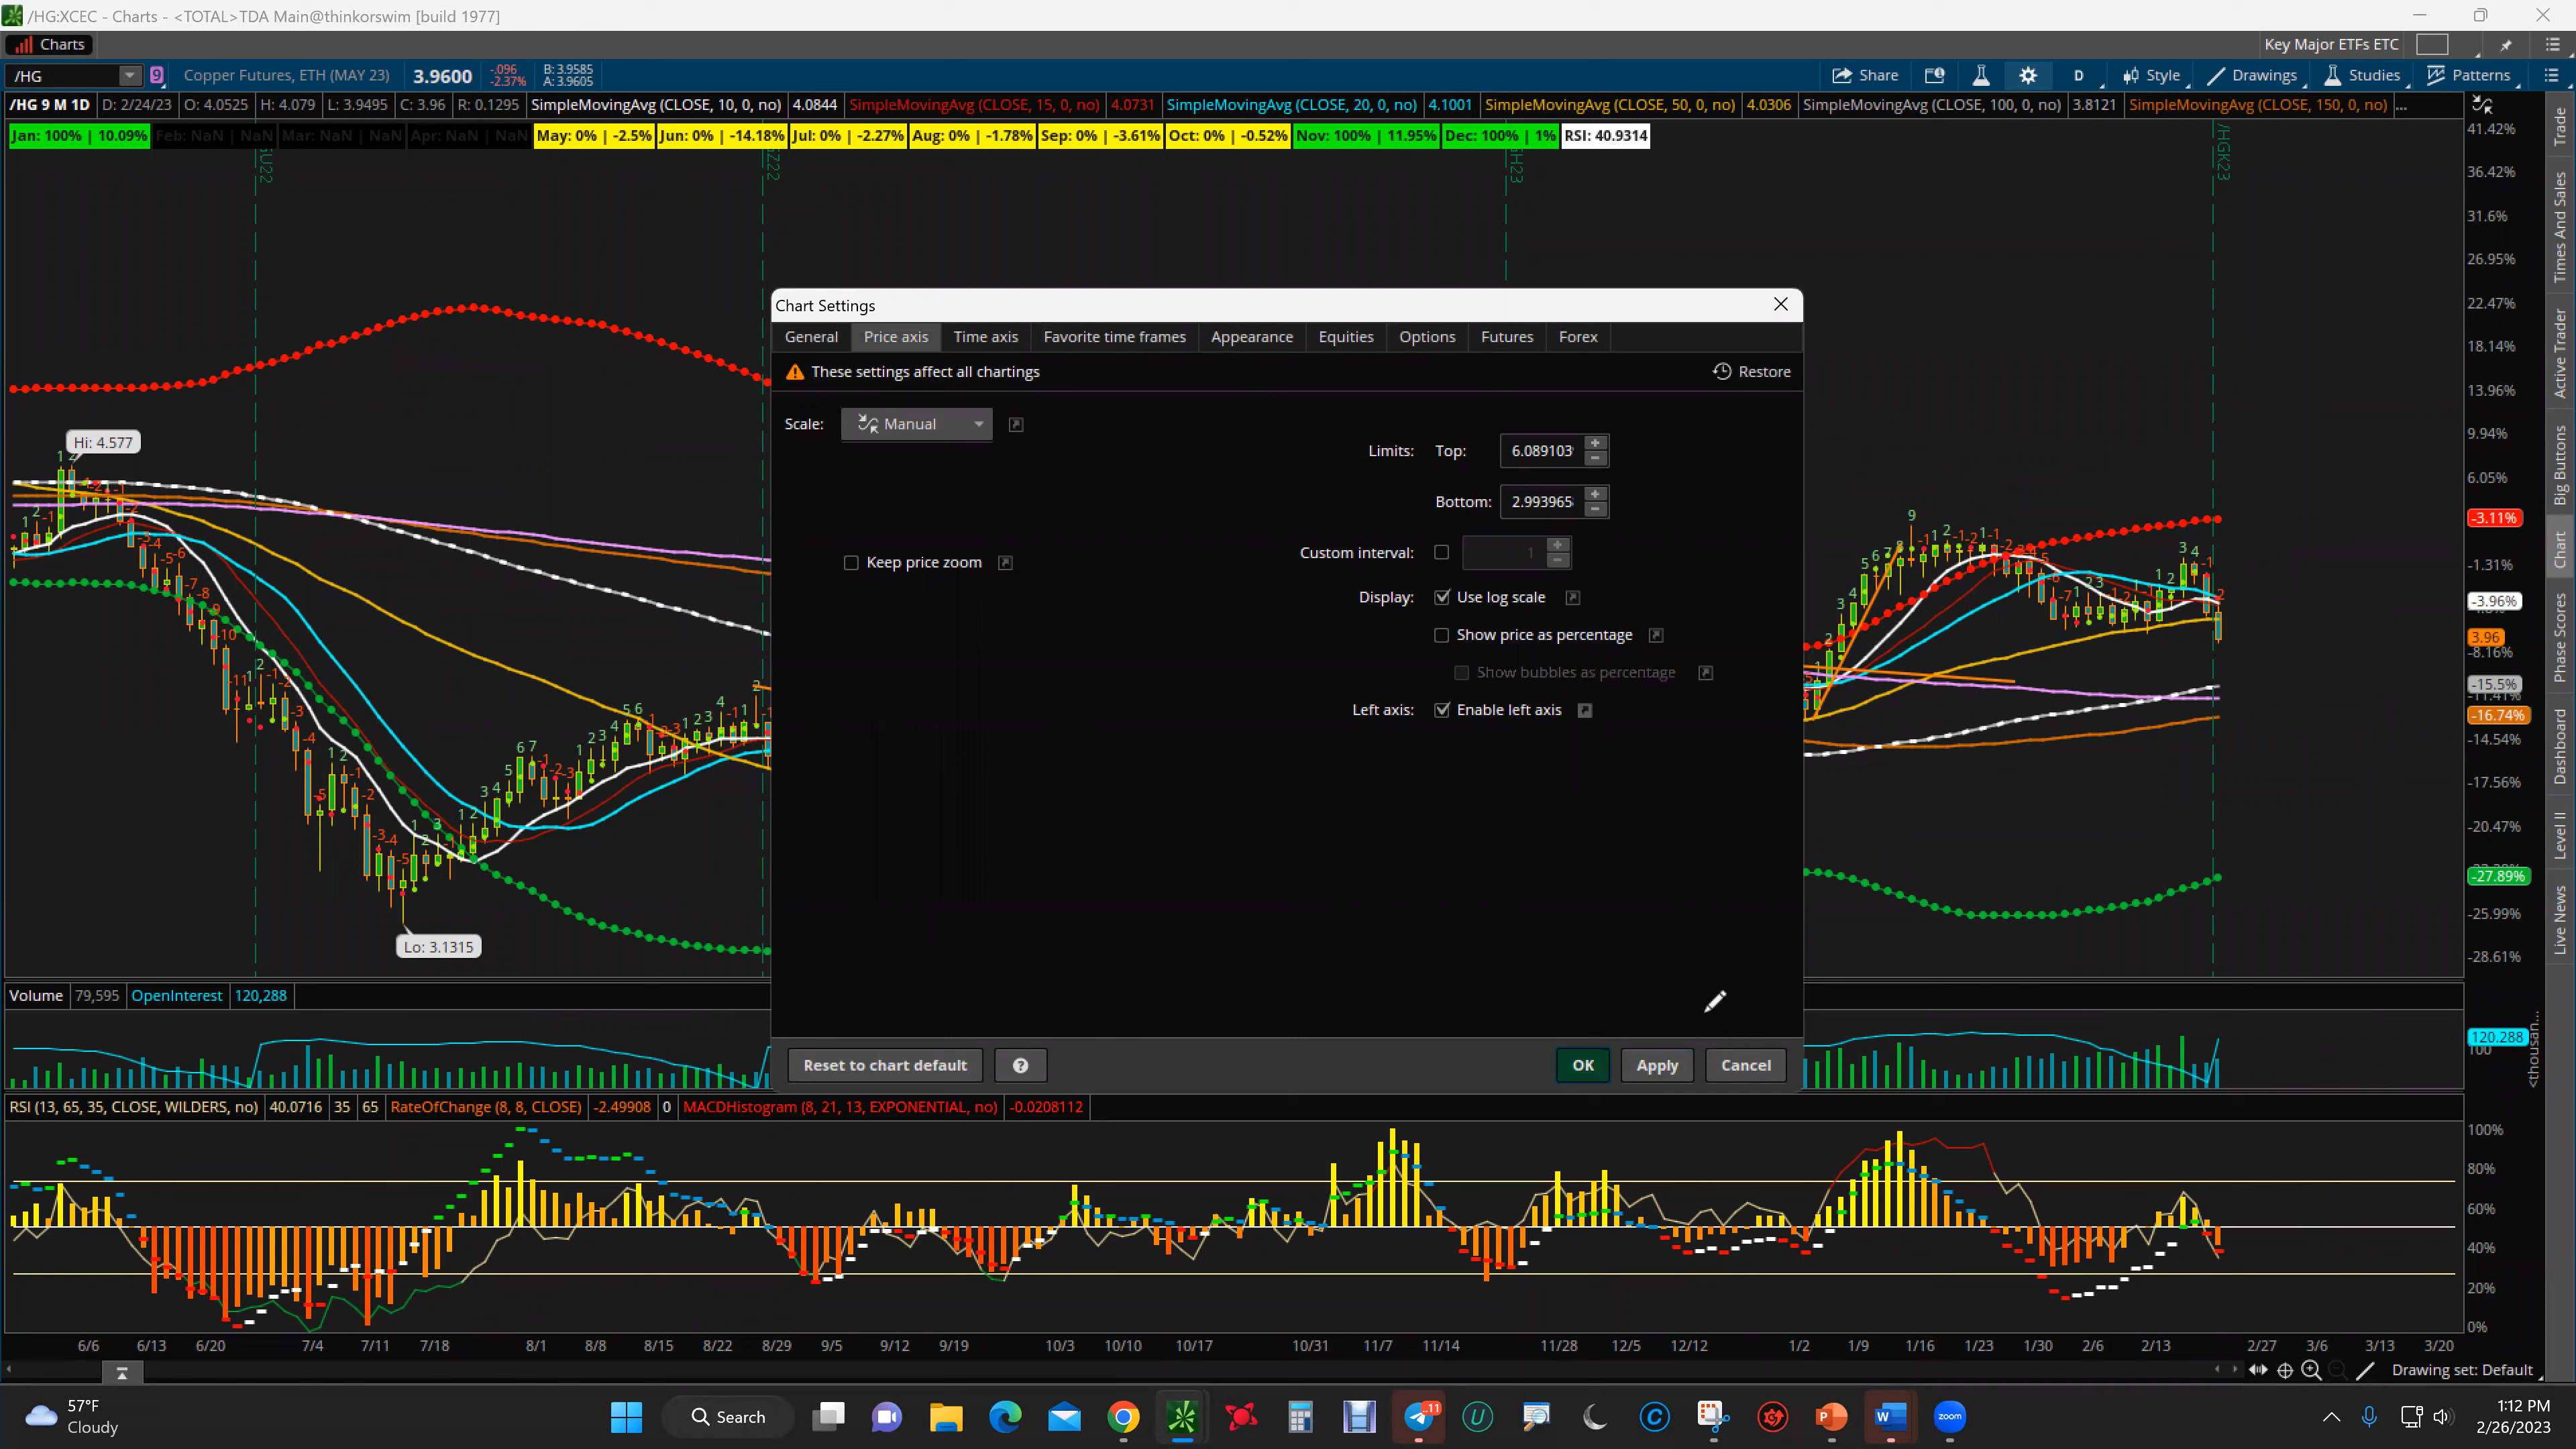 /HG:XCEC - Charts - <TOTAL>TDA Main@thinkorswim [build 1977]
Charts
Key Major ETFs ETC
/HG
9
Copper Futures, ETH (MAY 23)
3.9600
-.096
-2.37%
B: 3.9585
A: 3.9605
Share
D
Style
Drawings
Studies
Patterns
/HG 9 M 1D D: 2/24/23 O: 4.0525 H: 4.079 L: 3.9495 C: 3.96 R: 0.1295 SimpleMovingAvg (CLOSE, 10, 0, no) 4.0844 SimpleMovingAvg (CLOSE, 15, 0, no) 4.0731 SimpleMovingAvg (CLOSE, 20, 0, no) 4.1001 SimpleMovingAvg (CLOSE, 50, 0, no) 4.0306 SimpleMovingAvg (CLOSE, 100, 0, no) 3.8121 SimpleMovingAvg (CLOSE, 150, 0, no) ...
Jan: 100% | 10.09% Feb: NaN | NaN Mar: NaN | NaN Apr: NaN | NaN May: 0% | -2.5% Jun: 0% | -14.18% Jul: 0% | -2.27% Aug: 0% | -1.78% Sep: 0% | -3.61% Oct: 0% | -0.52% Nov: 100% | 11.95% Dec: 100% | 1% RSI: 40.9314
/HGK23
41.42%
36.42%
31.6%
26.95%
22.47%
18.14%
13.96%
9.94%
6.05%
-3.11%
-1.31%
-3.96%
3.96
-8.16%
-15.5%
-16.74%
-14.54%
-17.56%
-20.47%
-27.89%
-25.99%
-28.61%
Trade
Times And Sales
Active Trader
Big Buttons
Chart
Phase Scores
Dashboard
Level II
Live News
Hi: 4.577
Lo: 3.1315
Chart Settings
General
Price axis
Time axis
Favorite time frames
Appearance
Equities
Options
Futures
Forex
These settings affect all chartings
Restore
Scale:
Manual
Limits:
Top:
6.089103
Bottom:
2.993965
Keep price zoom
Custom interval:
1
Display:
Use log scale
Show price as percentage
Show bubbles as percentage
Left axis:
Enable left axis
Reset to chart default
?
OK
Apply
Cancel
Volume 79,595 OpenInterest 120,288
120.288
100
<thousan...
RSI (13, 65, 35, CLOSE, WILDERS, no) 40.0716 35 65 RateOfChange (8, 8, CLOSE) -2.49908 0 MACDHistogram (8, 21, 13, EXPONENTIAL, no) -0.0208112
100%
80%
60%
40%
20%
0%
6/6 6/13 6/20 7/4 7/11 7/18 8/1 8/8 8/15 8/22 8/29 9/5 9/12 9/19 10/3 10/10 10/17 10/31 11/7 11/14 11/28 12/5 12/12 1/2 1/9 1/16 1/23 1/30 2/6 2/13 2/27 3/6 3/13 3/20
Drawing set: Default
57°F
Cloudy
Search
11
zoom
1:12 PM
2/26/2023